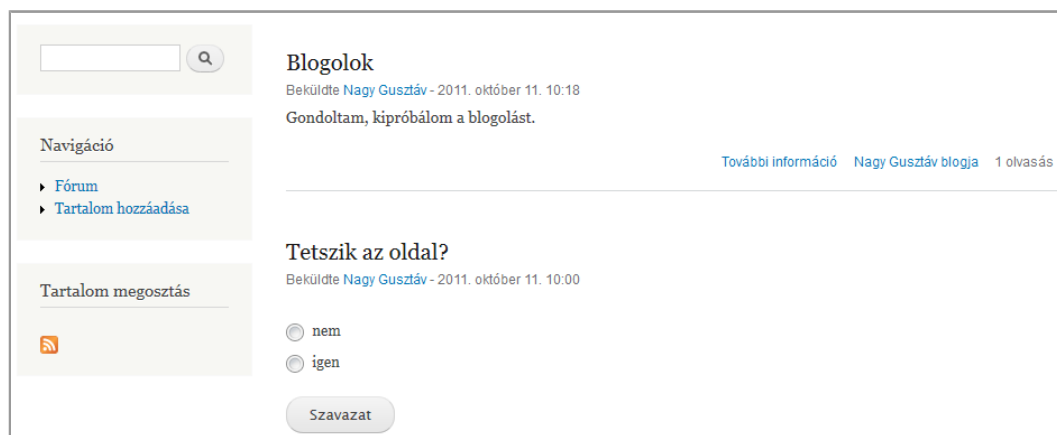 Navigáció
Fórum
Tartalom hozzáadása
Tartalom megosztás
Blogolok
Beküldte Nagy Gusztáv - 2011. október 11. 10:18
Gondoltam, kipróbálom a blogolást.
További információ Nagy Gusztáv blogja 1 olvasás
Tetszik az oldal?
Beküldte Nagy Gusztáv - 2011. október 11. 10:00
nem
igen
Szavazat